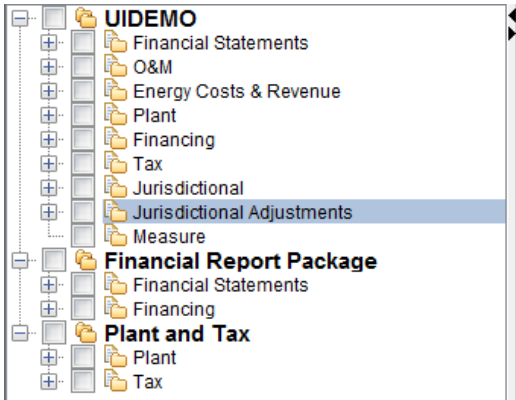 UIDEMO
Financial Statements
O&M
Energy Costs & Revenue
Plant
Financing
Tax
Jurisdictional
Jurisdictional Adjustments
Measure
Financial Report Package
Financial Statements
Financing
Plant and Tax
Plant
Tax